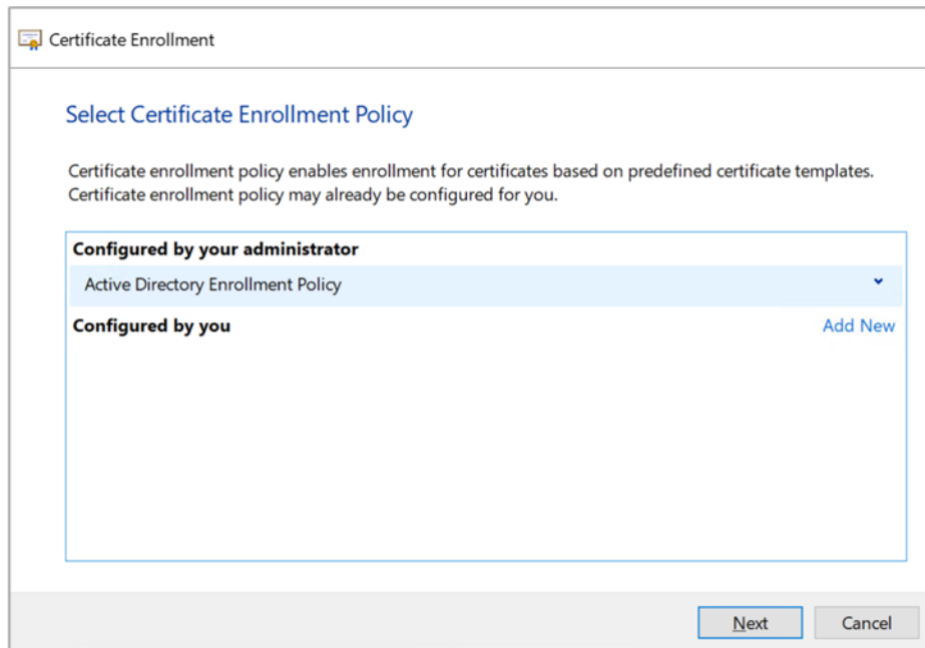 Certificate Enrollment
Select Certificate Enrollment Policy
Certificate enrollment policy enables enrollment for certificates based on predefined certificate templates.
Certificate enrollment policy may already be configured for you.
Configured by your administrator
Active Directory Enrollment Policy
Configured by you
Add New
Next
Cancel